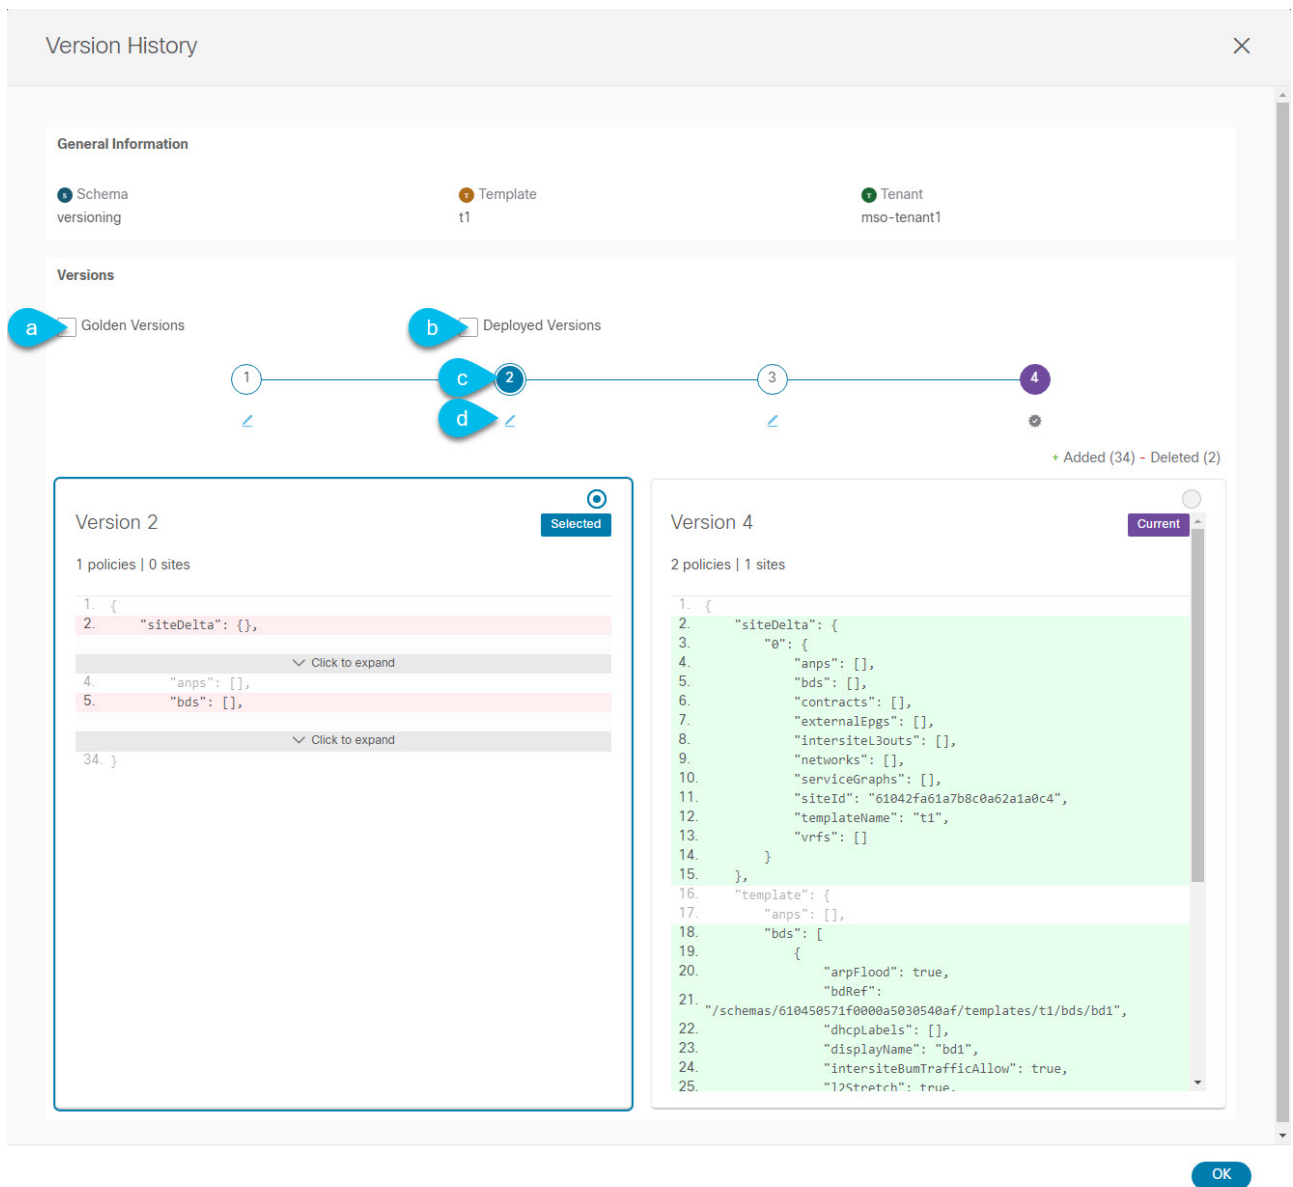 Version History
General Information
S Schema
T Template
T Tenant
versioning
t1
mso-tenant1
Versions
a Golden Versions
b Deployed Versions
1 c 2 3 4
d
+ Added (34) - Deleted (2)
Version 2
Selected
1 policies | 0 sites
1. {
2. "siteDelta": {},
Click to expand
4. "anps": [],
5. "bds": [],
Click to expand
34. }
Version 4
Current
2 policies | 1 sites
1. {
2. "siteDelta": {
3. "0": {
4. "anps": [],
5. "bds": [],
6. "contracts": [],
7. "externalEpgs": [],
8. "intersiteL3outs": [],
9. "networks": [],
10. "serviceGraphs": [],
11. "siteId": "61042fa61a7b8c0a62a1a0c4",
12. "templateName": "t1",
13. "vrfs": []
14. }
15. },
16. "template": {
17. "anps": [],
18. "bds": [
19. {
20. "arpFlood": true,
"bdRef":
21. "/schemas/610450571f0000a5030540af/templates/t1/bds/bd1",
22. "dhcpLabels": [],
23. "displayName": "bd1",
24. "intersiteBumTrafficAllow": true,
25. "l2Stretch": true,
OK